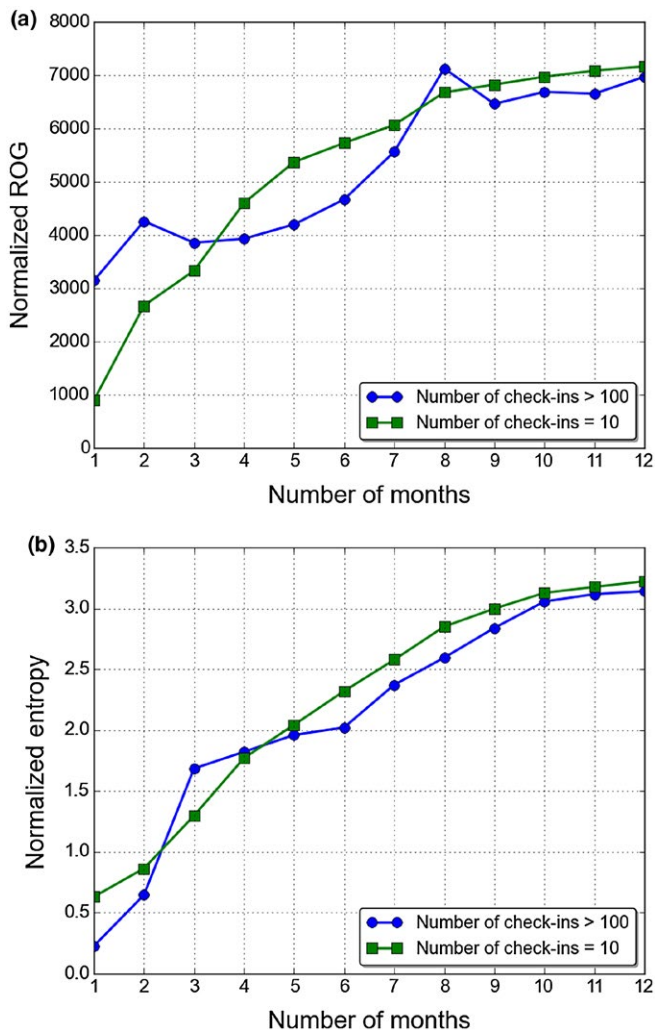 (a)
8000
7000
6000
5000
4000
3000
2000
1000
0
Normalized ROG
Number of check-ins > 100
Number of check-ins = 10
1 2 3 4 5 6 7 8 9 10 11 12
Number of months
(b)
3.5
3.0
2.5
2.0
1.5
1.0
0.5
0.0
Normalized entropy
Number of check-ins > 100
Number of check-ins = 10
1 2 3 4 5 6 7 8 9 10 11 12
Number of months